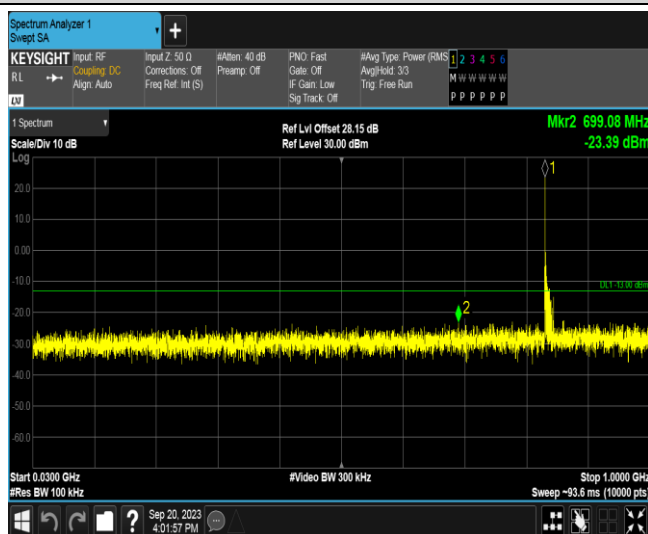 Spectrum Analyzer 1
Swept SA
KEYSIGHT
RL
LXI
Input: RF
Coupling: DC
Align: Auto
Input Z: 50 Ω
Corrections: Off
Freq Ref: Int (S)
#Atten: 40 dB
Preamp: Off
PNO: Fast
Gate: Off
IF Gain: Low
Sig Track: Off
#Avg Type: Power (RMS
Avg|Hold: 3/3
Trig: Free Run
1 2 3 4 5 6
M W W W W W
P P P P P P
1 Spectrum
Scale/Div 10 dB
Log
Ref Lvl Offset 28.15 dB
Ref Level 30.00 dBm
Mkr2 699.08 MHz
-23.39 dBm
1
20.0
10.0
0.00
-10.0
DL1 -13.00 dBm
-20.0
2
-30.0
-40.0
-50.0
-60.0
Start 0.0300 GHz
#Res BW 100 kHz
#Video BW 300 kHz
Stop 1.0000 GHz
Sweep ~93.6 ms (10000 pts)
?
Sep 20, 2023
4:01:57 PM